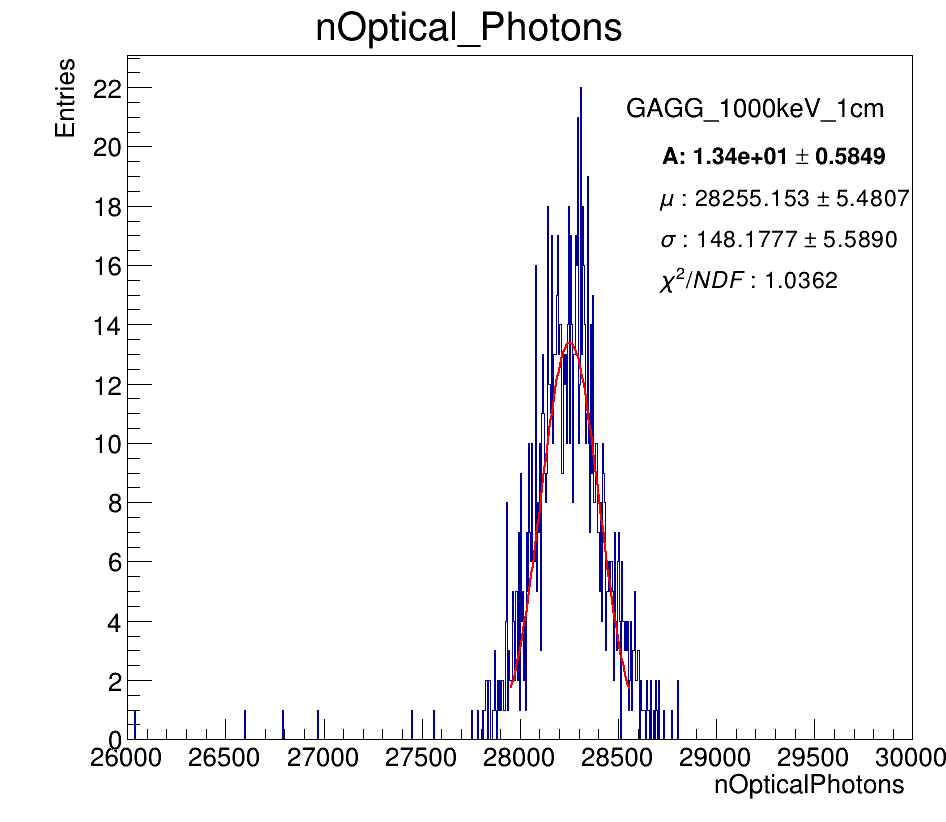 nOptical_Photons
Entries
GAGG_1000keV_1cm
A: 1.34e+01 ± 0.5849
μ : 28255.153 ± 5.4807
σ : 148.1777 ± 5.5890
χ²/NDF : 1.0362
22
20
18
16
14
12
10
8
6
4
2
0
26000 26500 27000 27500 28000 28500 29000 29500 30000
nOpticalPhotons